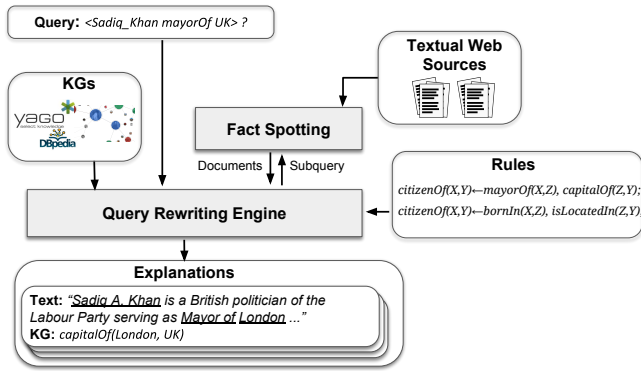 Query: <Sadiq_Khan mayorOf UK> ?
Textual Web
Sources
KGs
yago
select knowledge
DBpedia
Fact Spotting
Documents
Subquery
Rules
citizenOf(X,Y)←mayorOf(X,Z), capitalOf(Z,Y);
citizenOf(X,Y)←bornIn(X,Z), isLocatedIn(Z,Y);
Query Rewriting Engine
Explanations
Text: “Sadiq A. Khan is a British politician of the
Labour Party serving as Mayor of London ...”
KG: capitalOf(London, UK)